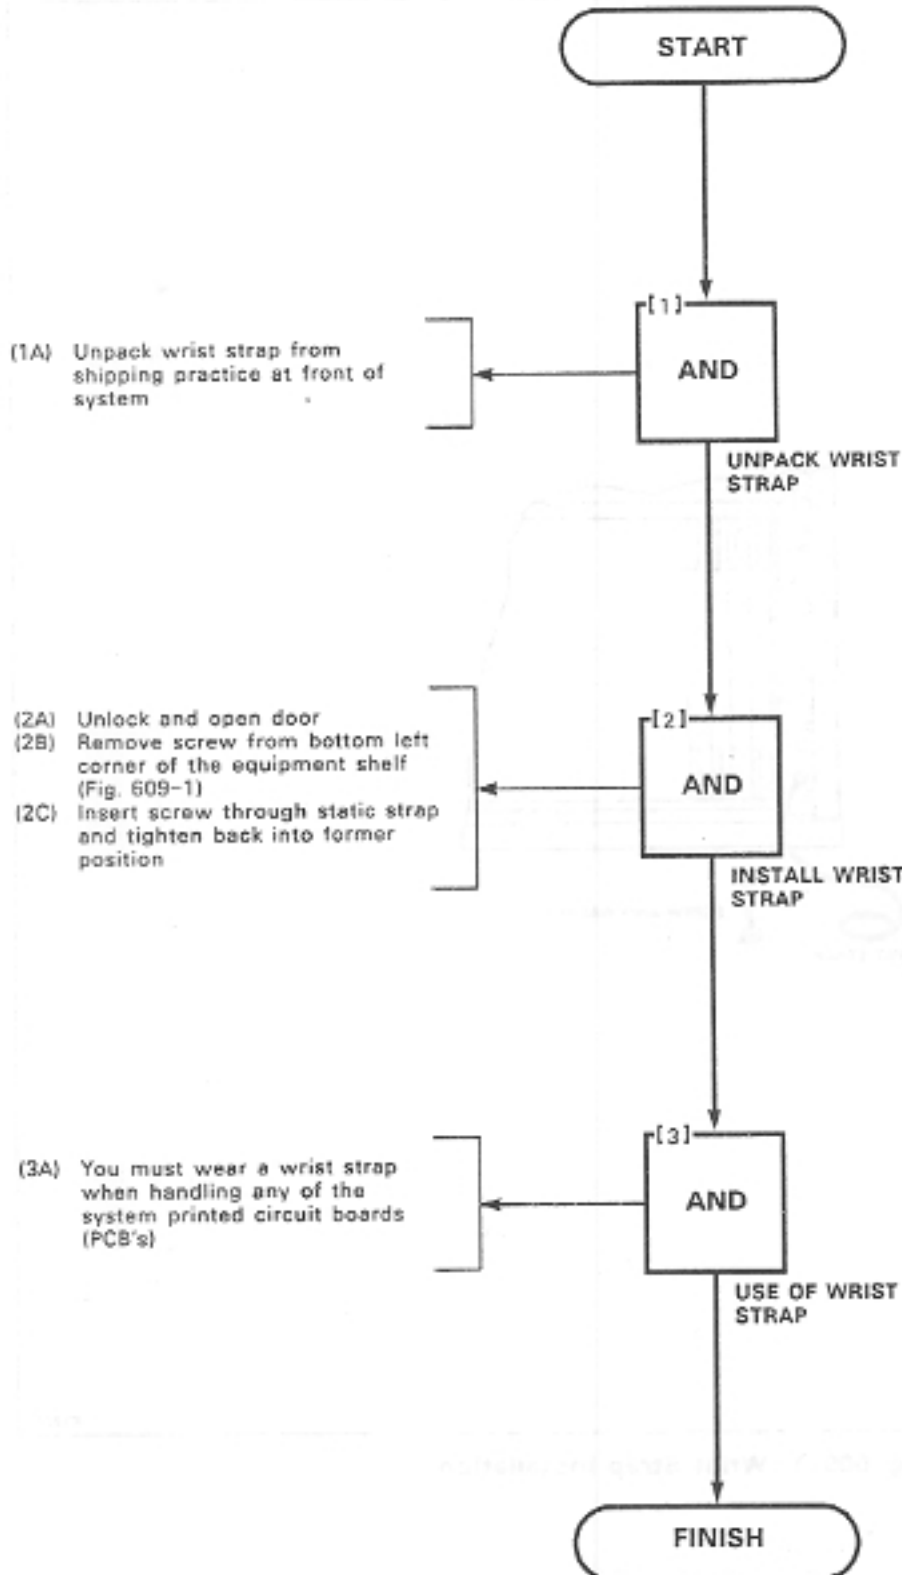 START
[1]
AND
(1A) Unpack wrist strap from
shipping practice at front of
system
UNPACK WRIST
STRAP
[2]
AND
(2A) Unlock and open door
(2B) Remove screw from bottom left
corner of the equipment shelf
(Fig. 609-1)
(2C) Insert screw through static strap
and tighten back into former
position
INSTALL WRIST
STRAP
[3]
AND
(3A) You must wear a wrist strap
when handling any of the
system printed circuit boards
(PCB's)
USE OF WRIST
STRAP
FINISH